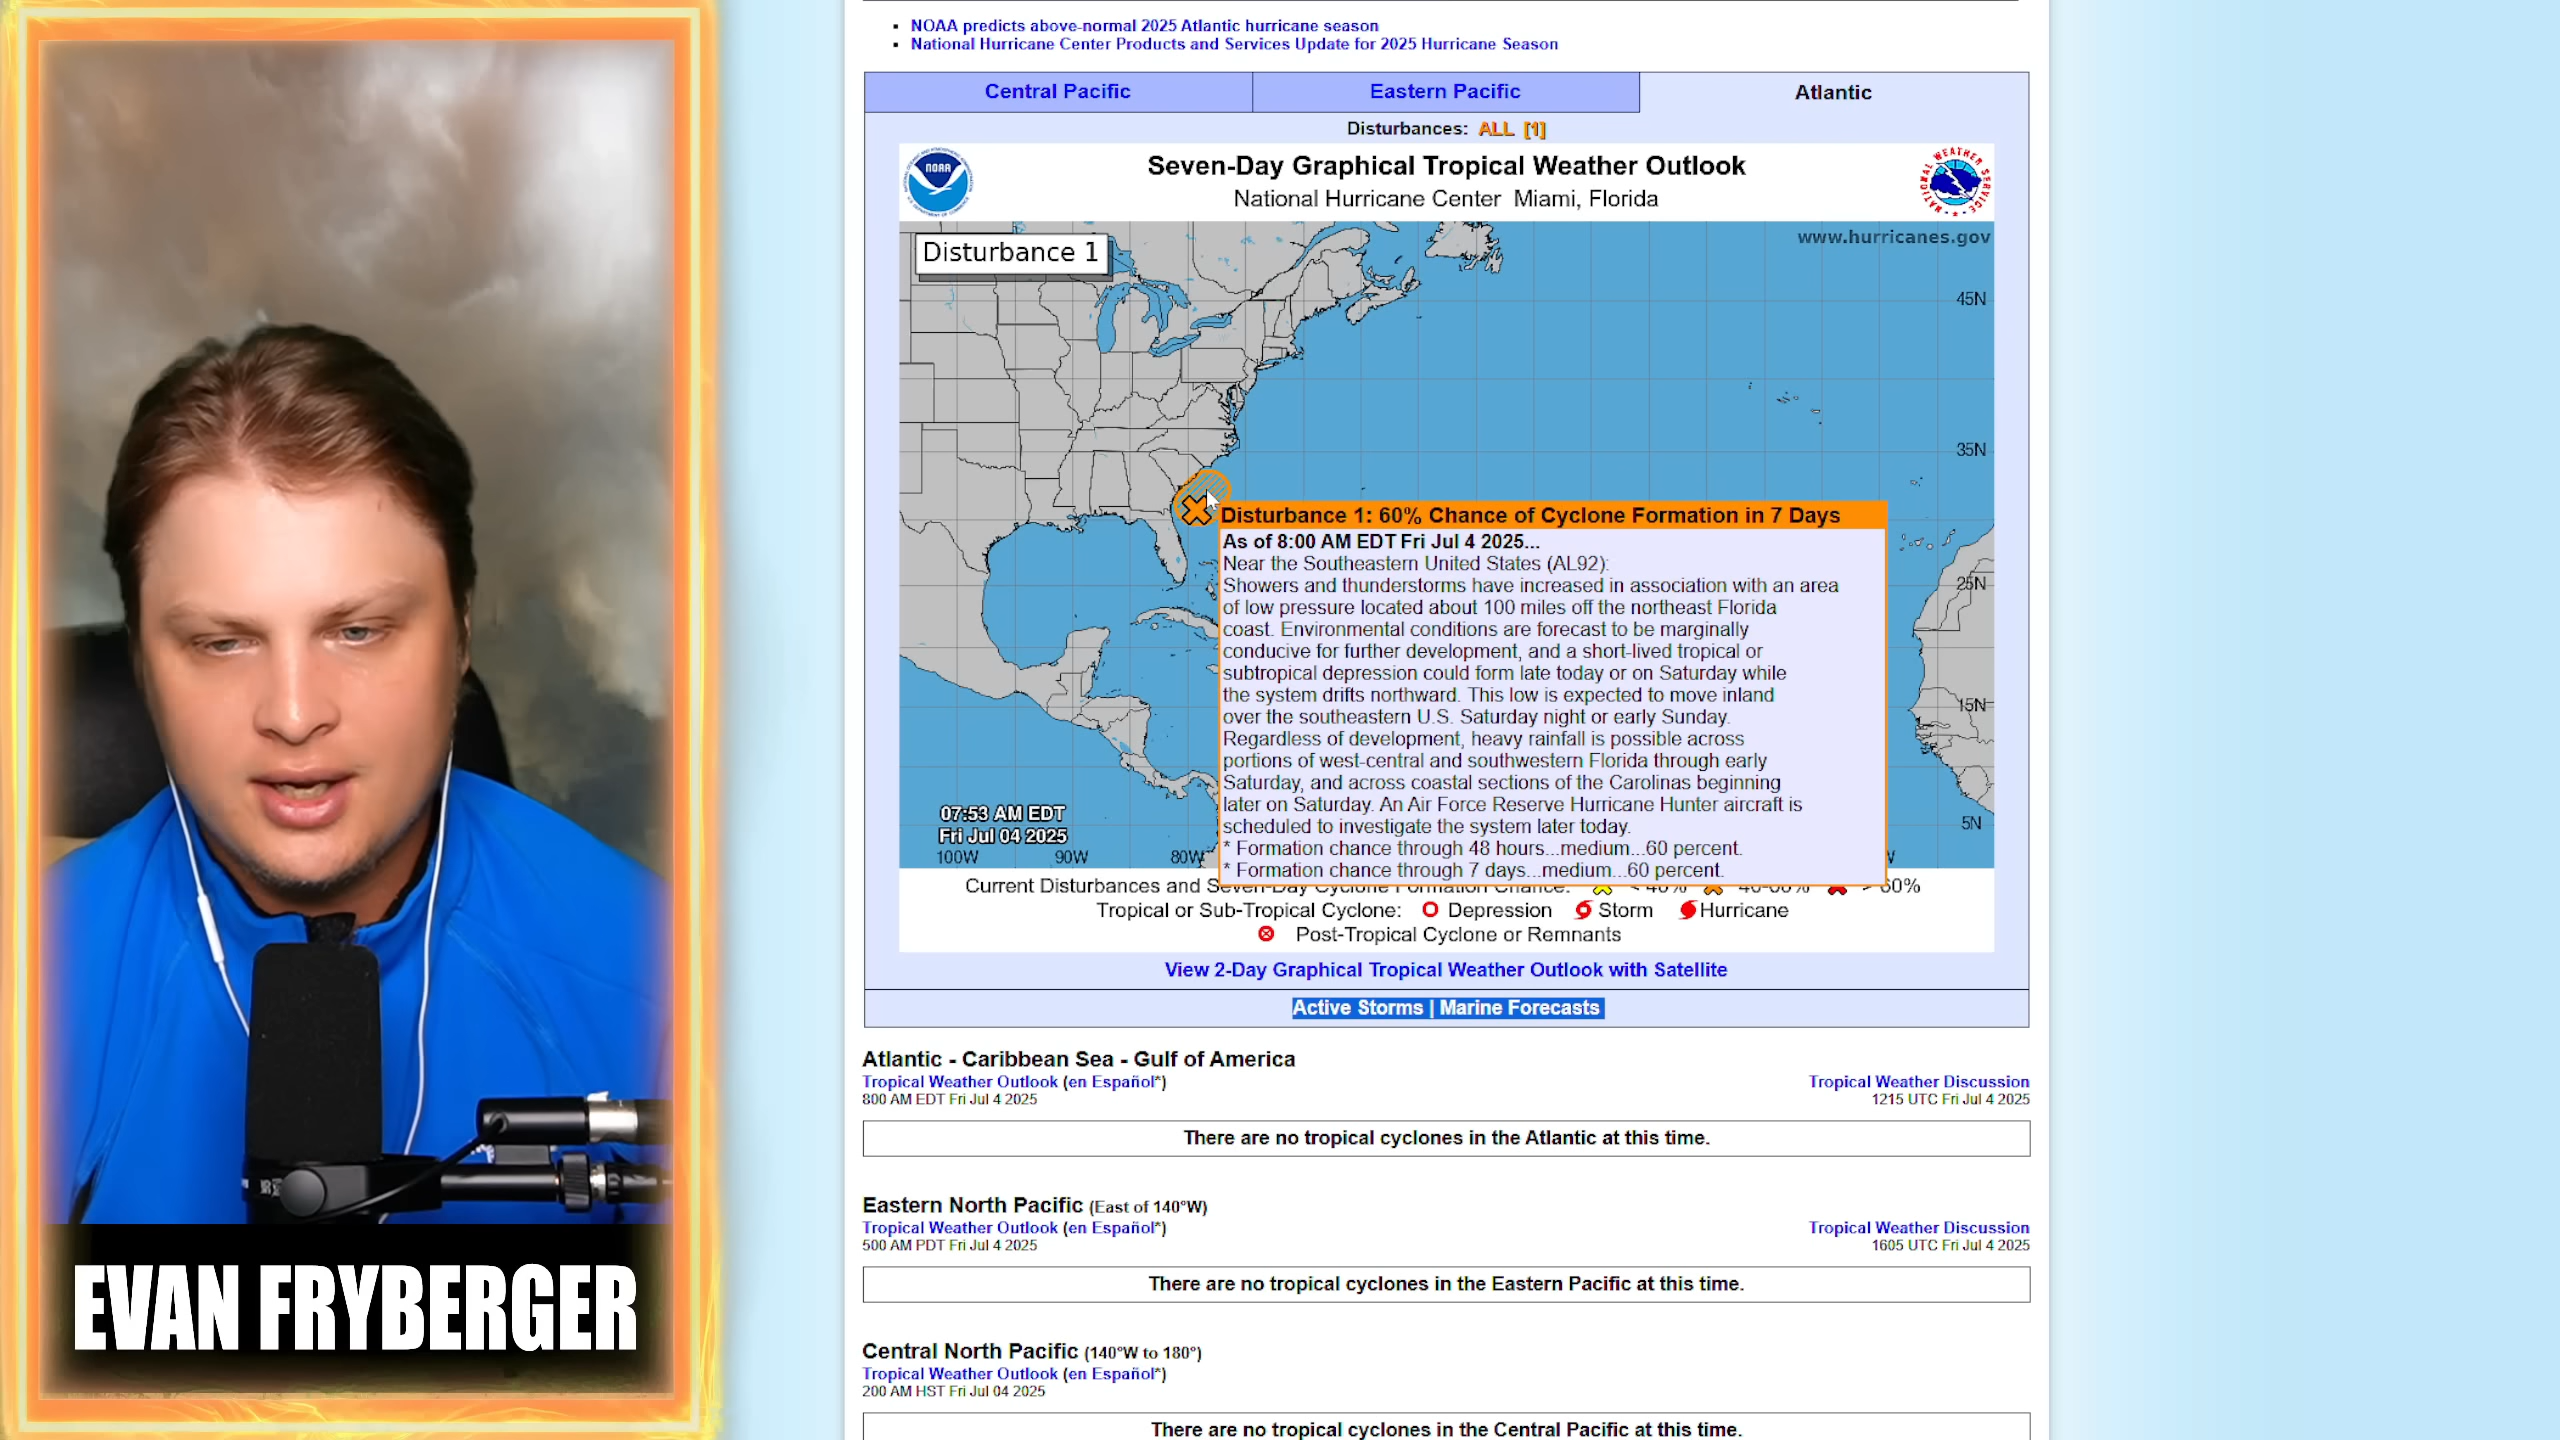 NOAA predicts above-normal 2025 Atlantic hurricane season
National Hurricane Center Products and Services Update for 2025 Hurricane Season
Central Pacific
Eastern Pacific
Atlantic
Disturbances: ALL [1]
NOAA
Seven-Day Graphical Tropical Weather Outlook
National Hurricane Center Miami, Florida
NATIONAL WEATHER SERVICE
Disturbance 1
www.hurricanes.gov
45N
35N
25N
15N
5N
Disturbance 1: 60% Chance of Cyclone Formation in 7 Days
As of 8:00 AM EDT Fri Jul 4 2025...
Near the Southeastern United States (AL92):
Showers and thunderstorms have increased in association with an area
of low pressure located about 100 miles off the northeast Florida
coast. Environmental conditions are forecast to be marginally
conducive for further development, and a short-lived tropical or
subtropical depression could form late today or on Saturday while
the system drifts northward. This low is expected to move inland
over the southeastern U.S. Saturday night or early Sunday.
Regardless of development, heavy rainfall is possible across
portions of west-central and southwestern Florida through early
Saturday, and across coastal sections of the Carolinas beginning
later on Saturday. An Air Force Reserve Hurricane Hunter aircraft is
scheduled to investigate the system later today.
* Formation chance through 48 hours...medium...60 percent.
* Formation chance through 7 days...medium...60 percent.
07:53 AM EDT
Fri Jul 04 2025
100W 90W 80W W
Current Disturbances and Seven-Day Cyclone Formation Chance: < 40% 40-60% > 60%
Tropical or Sub-Tropical Cyclone: Depression Storm Hurricane
Post-Tropical Cyclone or Remnants
View 2-Day Graphical Tropical Weather Outlook with Satellite
Active Storms | Marine Forecasts
Atlantic - Caribbean Sea - Gulf of America
Tropical Weather Outlook (en Español*)
Tropical Weather Discussion
800 AM EDT Fri Jul 4 2025
1215 UTC Fri Jul 4 2025
There are no tropical cyclones in the Atlantic at this time.
Eastern North Pacific (East of 140°W)
Tropical Weather Outlook (en Español*)
Tropical Weather Discussion
500 AM PDT Fri Jul 4 2025
1605 UTC Fri Jul 4 2025
There are no tropical cyclones in the Eastern Pacific at this time.
Central North Pacific (140°W to 180°)
Tropical Weather Outlook (en Español*)
200 AM HST Fri Jul 04 2025
There are no tropical cyclones in the Central Pacific at this time.
EVAN FRYBERGER